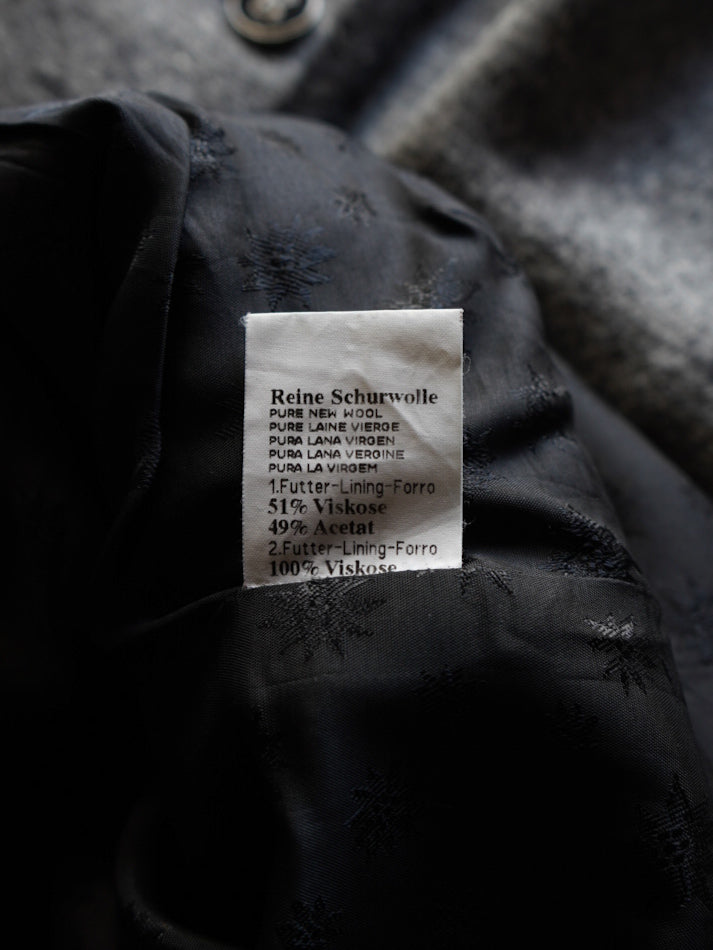 Reine Schurwolle
PURE NEW WOOL
PURE LAINE VIERGE
PURA LANA VIRGEN
PURA LANA VERGINE
PURA LA VIRGEM
1.Futter-Lining-Forro
51% Viskose
49% Acetat
2.Futter-Lining-Forro
100% Viskose